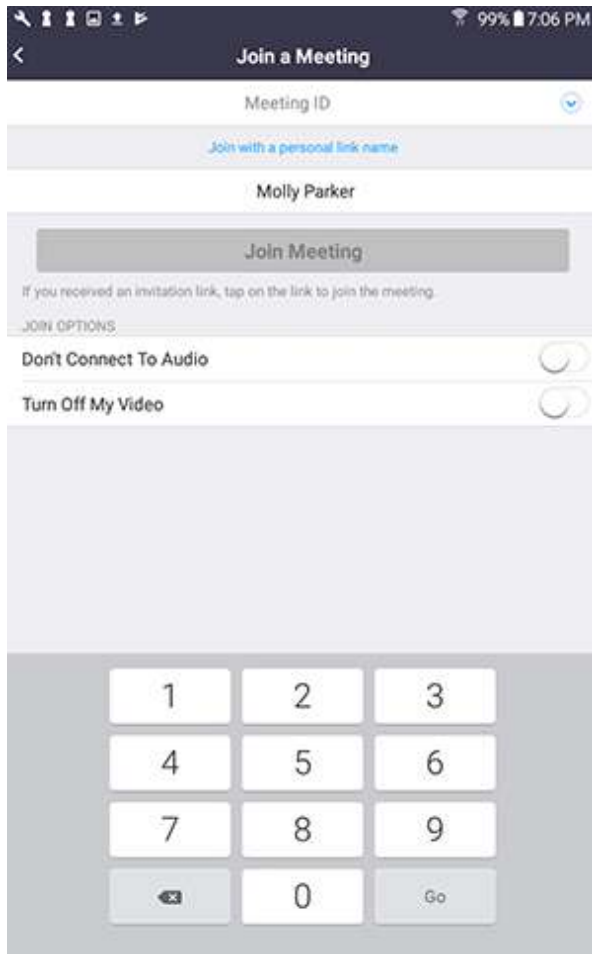 99% 7:06 PM
Join a Meeting
Meeting ID
Join with a personal link name
Molly Parker
Join Meeting
If you received an invitation link, tap on the link to join the meeting.
JOIN OPTIONS
Don't Connect To Audio
Turn Off My Video
1 2 3
4 5 6
7 8 9
0 Go